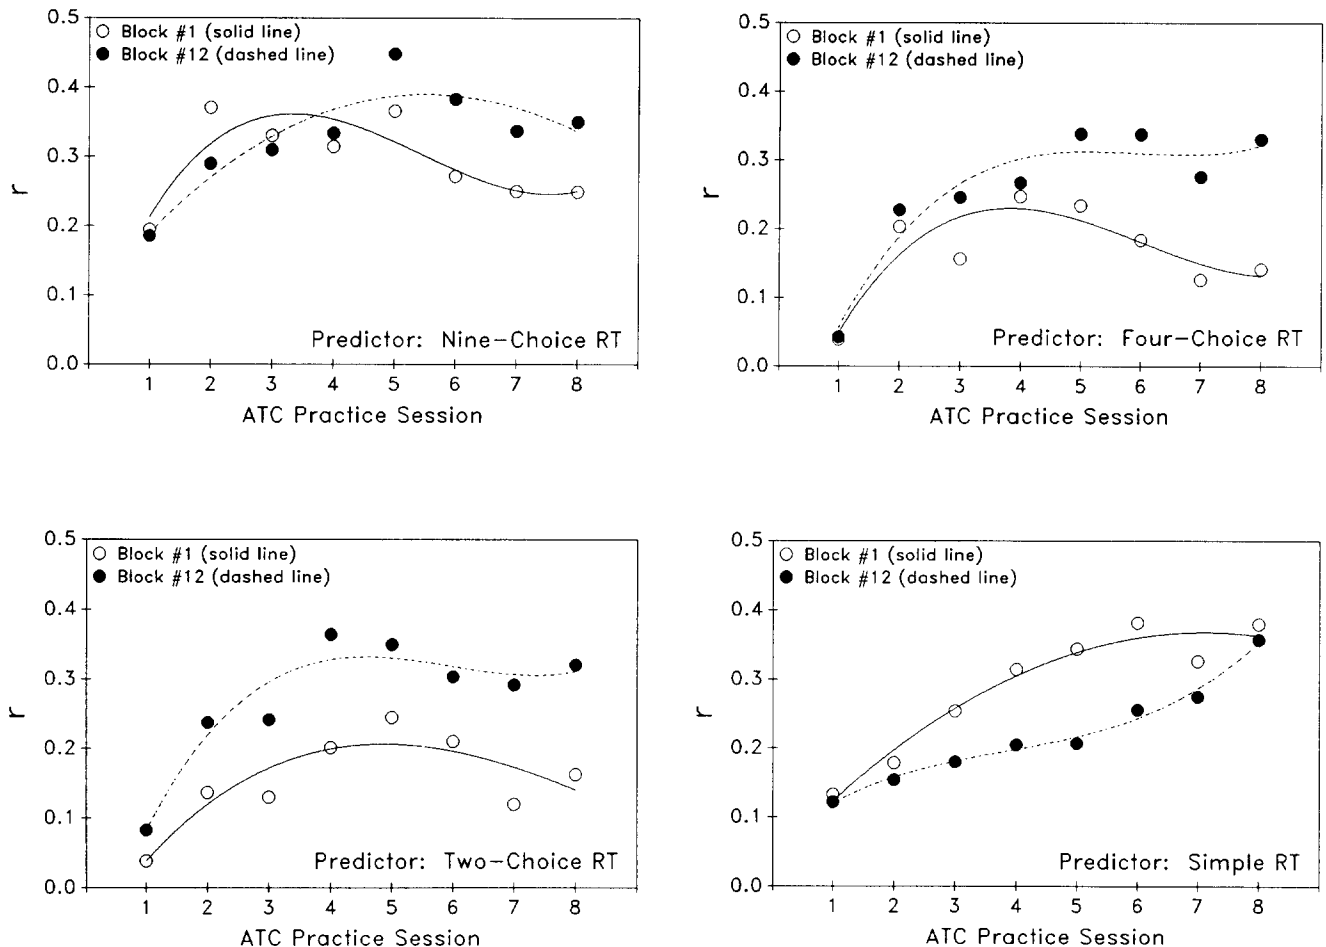 0.5
Block #1 (solid line)
Block #12 (dashed line)
0.4
0.3
r
0.2
0.1
Predictor: Nine-Choice RT
0.0
1 2 3 4 5 6 7 8
ATC Practice Session
0.5
Block #1 (solid line)
Block #12 (dashed line)
0.4
0.3
r
0.2
0.1
Predictor: Four-Choice RT
0.0
1 2 3 4 5 6 7 8
ATC Practice Session
0.5
Block #1 (solid line)
Block #12 (dashed line)
0.4
0.3
r
0.2
0.1
Predictor: Two-Choice RT
0.0
1 2 3 4 5 6 7 8
ATC Practice Session
0.5
Block #1 (solid line)
Block #12 (dashed line)
0.4
0.3
r
0.2
0.1
Predictor: Simple RT
0.0
1 2 3 4 5 6 7 8
ATC Practice Session